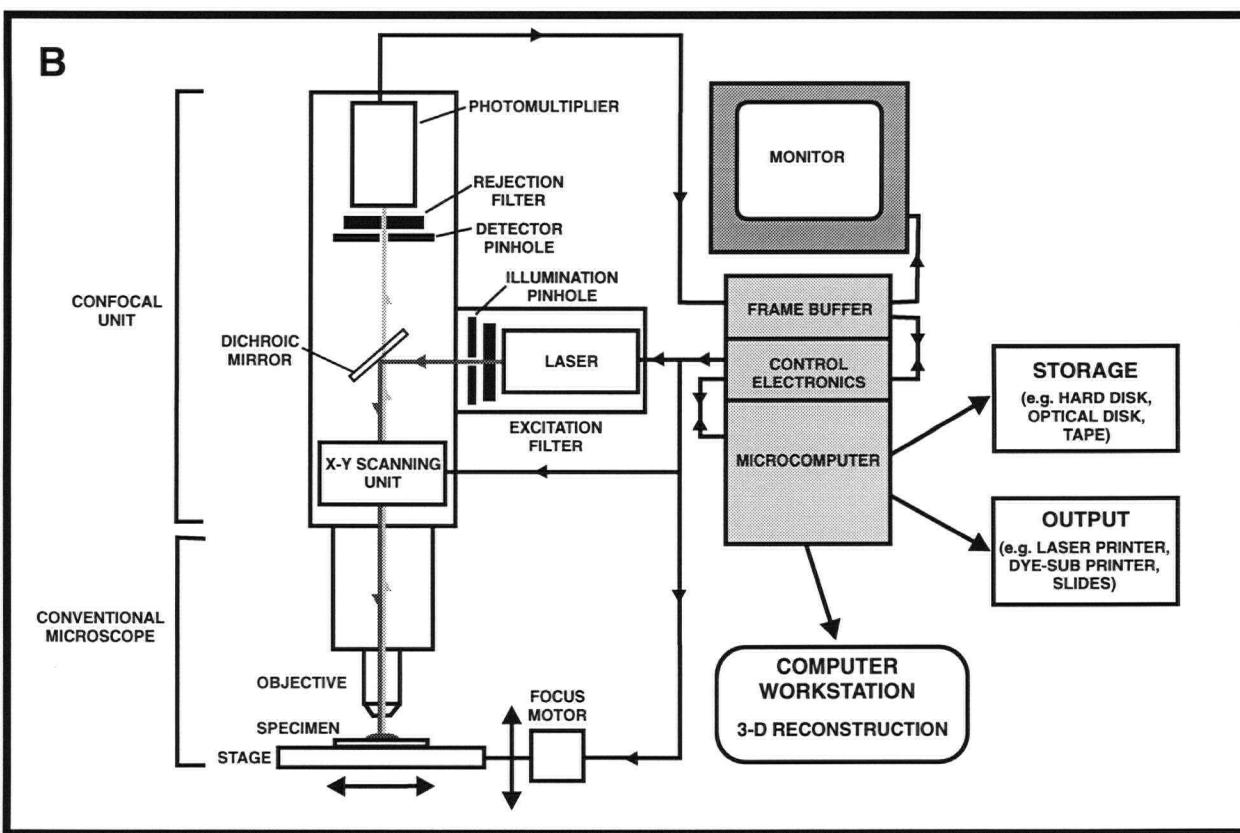 B
PHOTOMULTIPLIER
REJECTION
FILTER
DETECTOR
PINHOLE
ILLUMINATION
PINHOLE
CONFOCAL
UNIT
DICHROIC
MIRROR
LASER
EXCITATION
FILTER
X-Y SCANNING
UNIT
CONVENTIONAL
MICROSCOPE
OBJECTIVE
SPECIMEN
STAGE
FOCUS
MOTOR
MONITOR
FRAME BUFFER
CONTROL
ELECTRONICS
MICROCOMPUTER
STORAGE
(e.g. HARD DISK,
OPTICAL DISK,
TAPE)
OUTPUT
(e.g. LASER PRINTER,
DYE-SUB PRINTER,
SLIDES)
COMPUTER
WORKSTATION
3-D RECONSTRUCTION